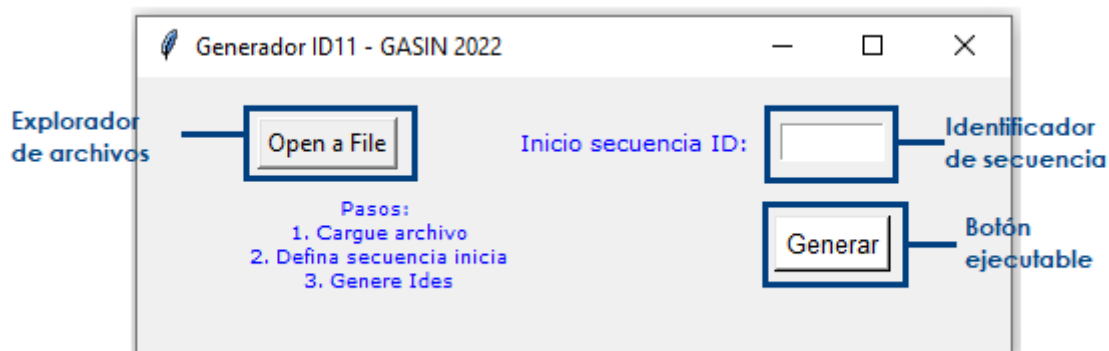 Generador ID11 - GASIN 2022
Explorador
de archivos
Open a File
Inicio secuencia ID:
Identificador
de secuencia
Pasos:
1. Cargue archivo
2. Defina secuencia inicia
3. Genere Ides
Generar
Botón
ejecutable